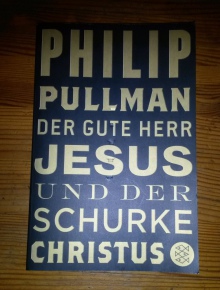 PHILIP
PULLMAN
DER GUTE HERR
JESUS
UND DER
SCHURKE
CHRISTUS